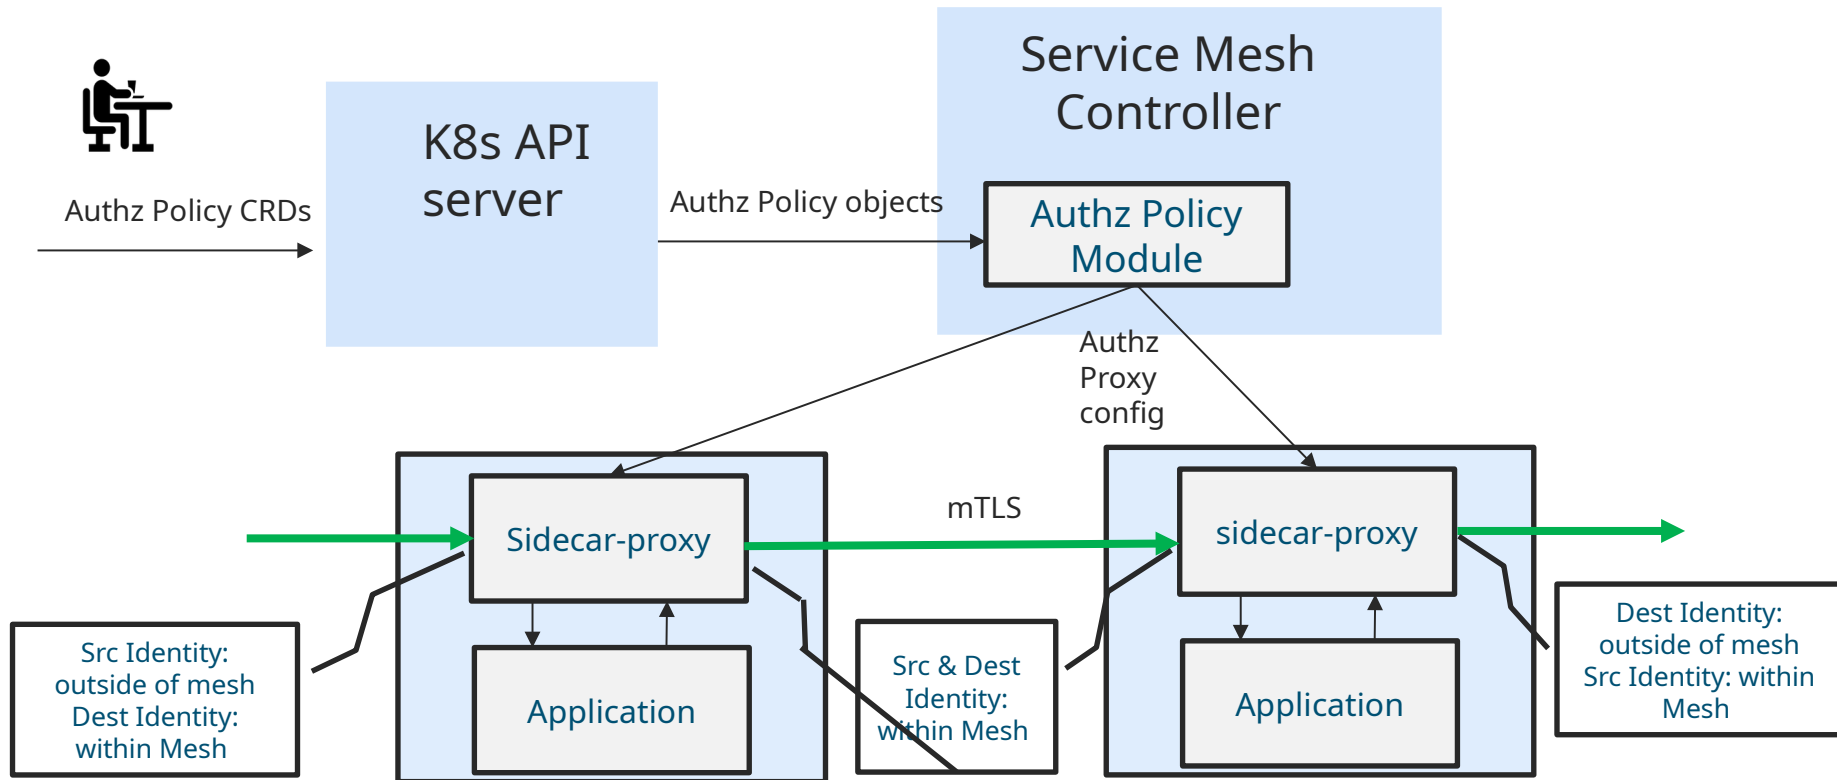 Service Mesh
Controller
K8s API
server
Authz Policy CRDs
Authz Policy objects
Authz Policy
Module
Authz
Proxy
config
mTLS
Sidecar-proxy
sidecar-proxy
Src Identity:
outside of mesh
Dest Identity:
within Mesh
Application
Src & Dest
Identity:
within Mesh
Application
Dest Identity:
outside of mesh
Src Identity: within
Mesh